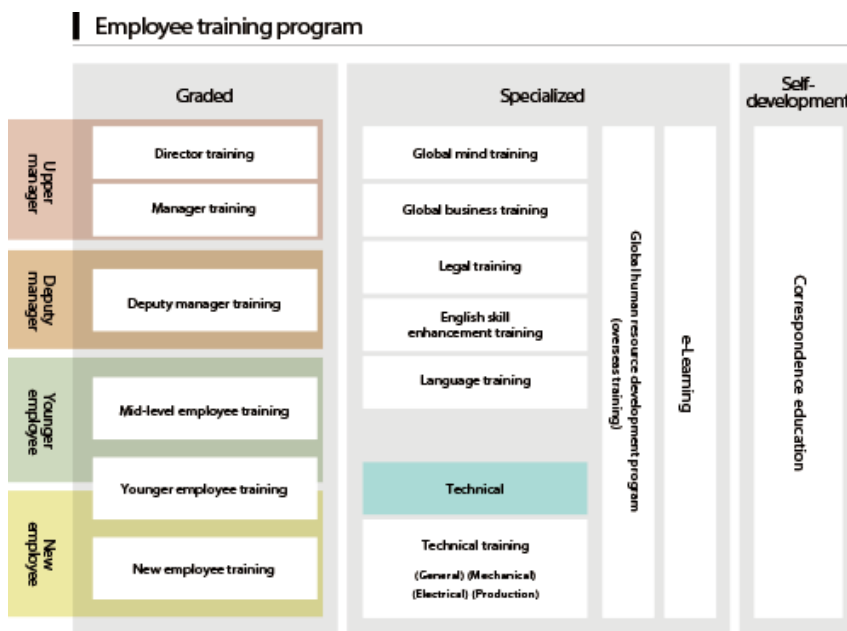 Employee training program
Graded
Specialized
Self-
development
Upper
manager
Director training
Manager training
Deputy
manager
Deputy manager training
Younger
employee
Mid-level employee training
Younger employee training
New
employee
New employee training
Global mind training
Global business training
Legal training
English skill
enhancement training
Language training
Technical
Technical training
(General) (Mechanical)
(Electrical) (Production)
Global human resource development program
(overseas training)
e-Learning
Correspondence education